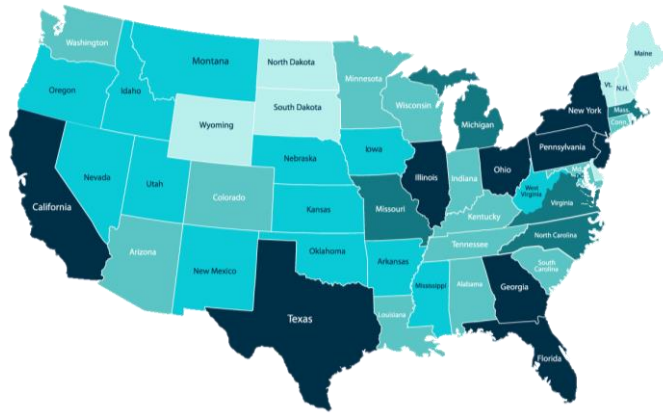 Washington
Oregon
California
Nevada
Idaho
Montana
Wyoming
Utah
Arizona
Colorado
New Mexico
North Dakota
South Dakota
Nebraska
Kansas
Oklahoma
Texas
Minnesota
Iowa
Missouri
Arkansas
Louisiana
Wisconsin
Illinois
Michigan
Indiana
Ohio
Kentucky
Tennessee
Mississippi
Alabama
Georgia
Florida
South
Carolina
North Carolina
Virginia
West
Virginia
Pennsylvania
New York
Vt.
N.H.
Maine
Mass.
Conn.
Md.